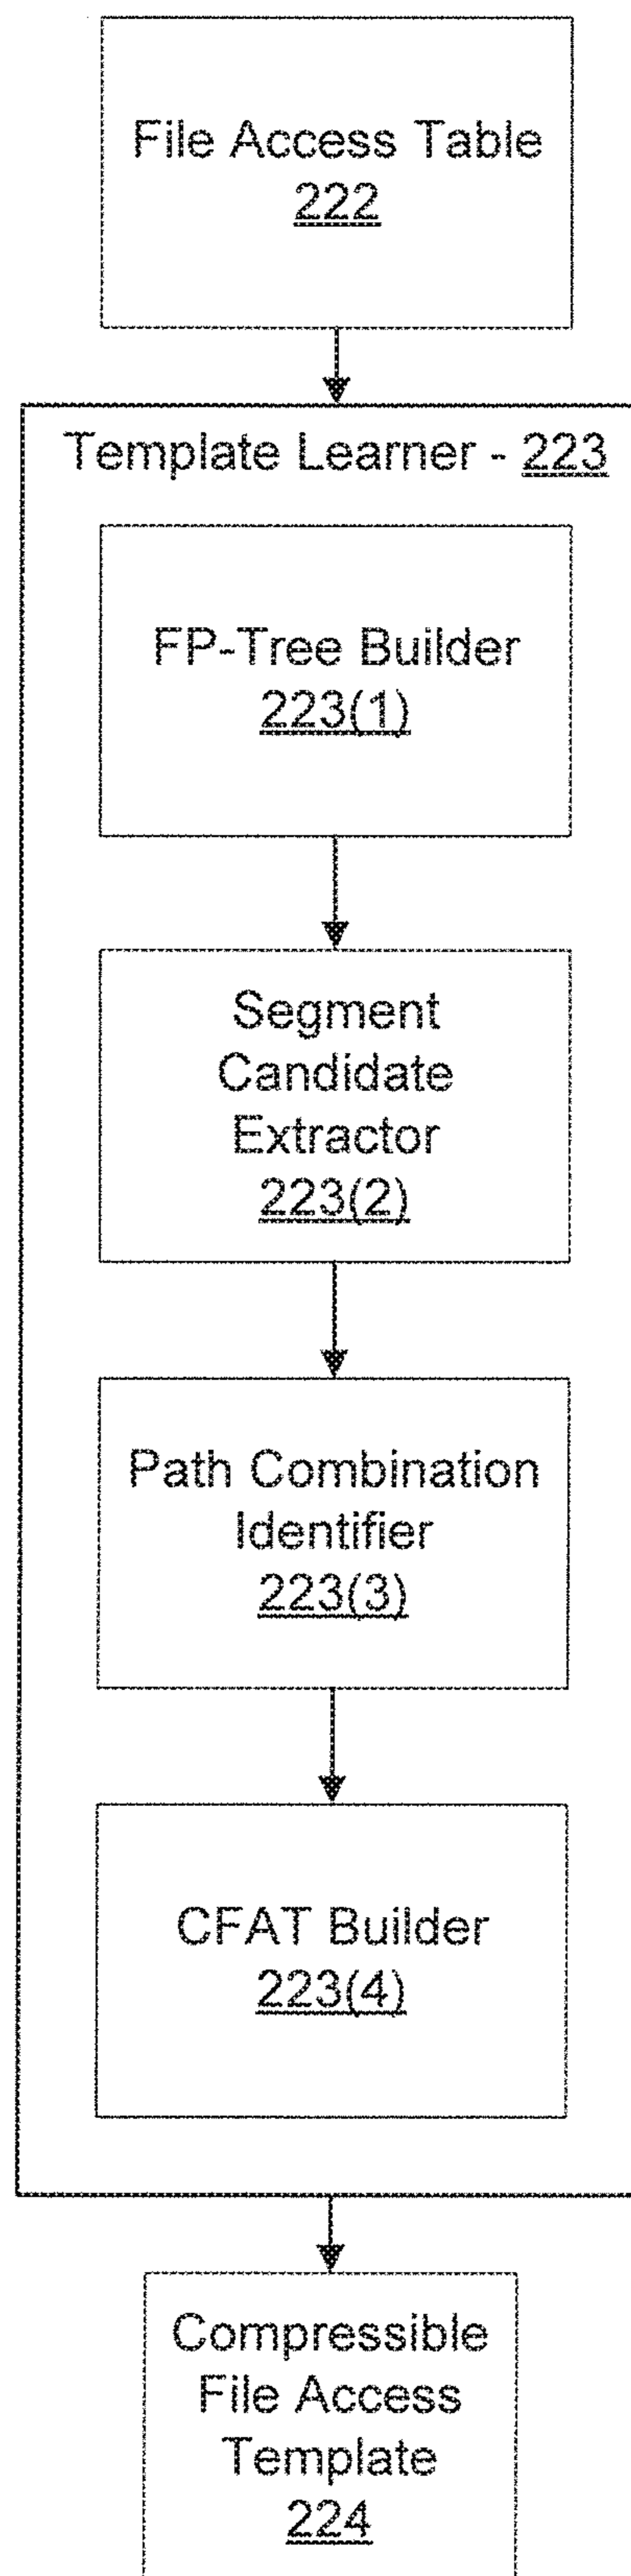 File Access Table
222
Template Learner - 223
FP-Tree Builder
223(1)
Segment
Candidate
Extractor
223(2)
Path Combination
Identifier
223(3)
CFAT Builder
223(4)
Compressible
File Access
Template
224